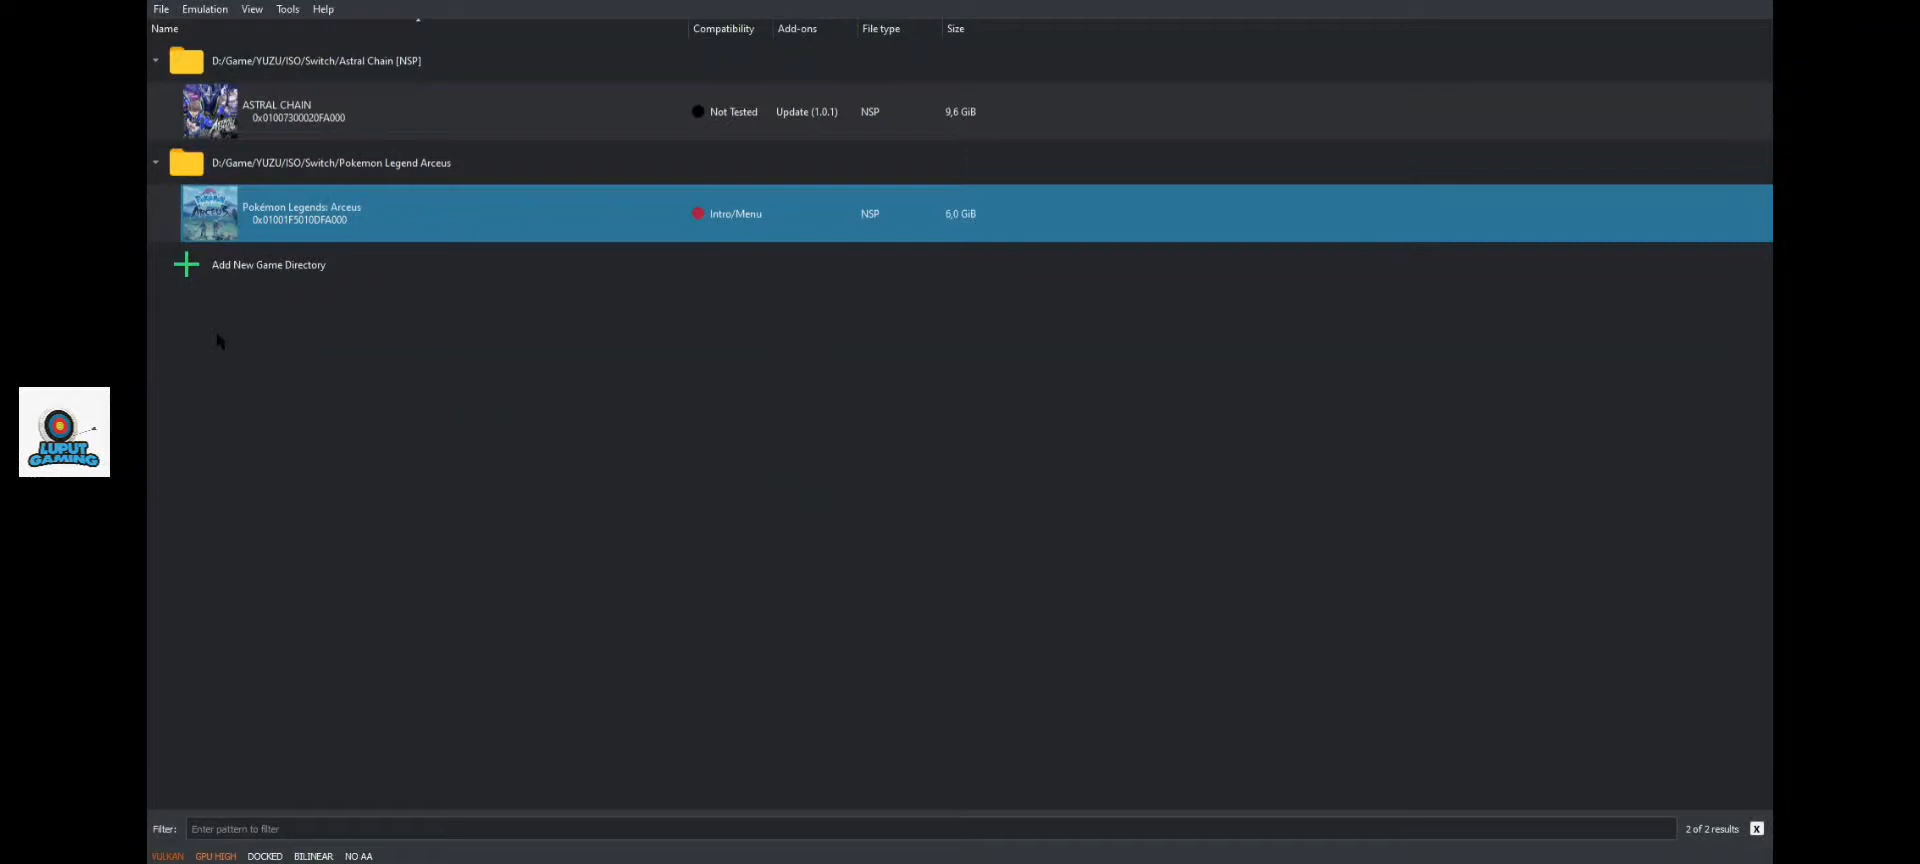 File Emulation View Tools Help
Name Compatibility Add-ons File type Size
D:/Game/YUZU/ISO/Switch/Astral Chain [NSP]
ASTRAL CHAIN
0x01007300020FA000
Not Tested Update (1.0.1) NSP 9,6 GiB
D:/Game/YUZU/ISO/Switch/Pokemon Legend Arceus
Pokémon Legends: Arceus
0x01001F5010DFA000
Intro/Menu NSP 6,0 GiB
Add New Game Directory
LUPUT
GAMING
Filter: Enter pattern to filter 2 of 2 results X
VULKAN GPU HIGH DOCKED BILINEAR NO AA